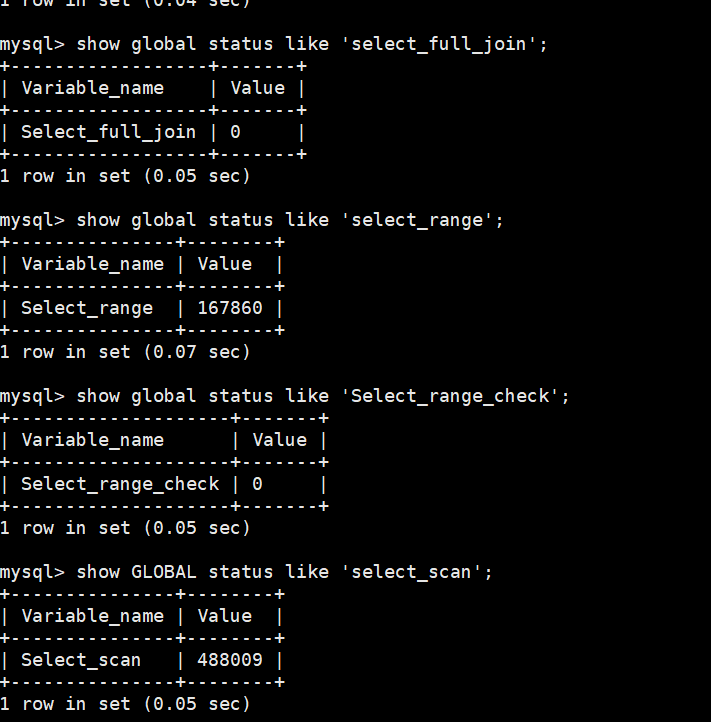 1 row in set (0.04 sec)
mysql> show global status like 'select_full_join';
+------------------+-------+
| Variable_name    | Value |
+------------------+-------+
| Select_full_join | 0     |
+------------------+-------+
1 row in set (0.05 sec)
mysql> show global status like 'select_range';
+---------------+--------+
| Variable_name | Value  |
+---------------+--------+
| Select_range  | 167860 |
+---------------+--------+
1 row in set (0.07 sec)
mysql> show global status like 'Select_range_check';
+--------------------+-------+
| Variable_name      | Value |
+--------------------+-------+
| Select_range_check | 0     |
+--------------------+-------+
1 row in set (0.05 sec)
mysql> show GLOBAL status like 'select_scan';
+---------------+--------+
| Variable_name | Value  |
+---------------+--------+
| Select_scan   | 488009 |
+---------------+--------+
1 row in set (0.05 sec)